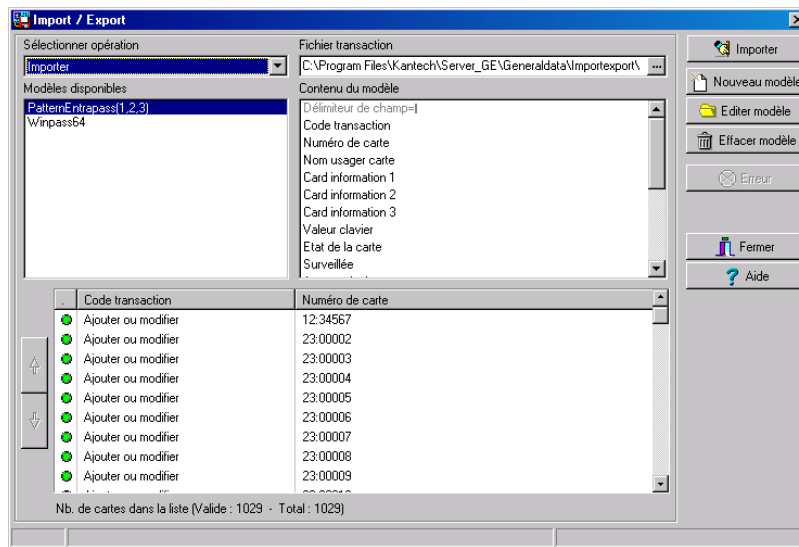 Import / Export
Sélectionner opération
Importer
Fichier transaction
C:\Program Files\Kantech\Server_GE\Generaldata\Importexport\ ...
Modèles disponibles
PatternEntrapass(1,2,3)
Winpass64
Contenu du modèle
Délimiteur de champ=|
Code transaction
Numéro de carte
Nom usager carte
Card information 1
Card information 2
Card information 3
Valeur clavier
Etat de la carte
Surveillée
Importer
Nouveau modèle
Editer modèle
Effacer modèle
Erreur
Fermer
Aide
. Code transaction Numéro de carte
Ajouter ou modifier 12:34567
Ajouter ou modifier 23:00002
Ajouter ou modifier 23:00003
Ajouter ou modifier 23:00004
Ajouter ou modifier 23:00005
Ajouter ou modifier 23:00006
Ajouter ou modifier 23:00007
Ajouter ou modifier 23:00008
Ajouter ou modifier 23:00009
Nb. de cartes dans la liste (Valide : 1029 - Total : 1029)